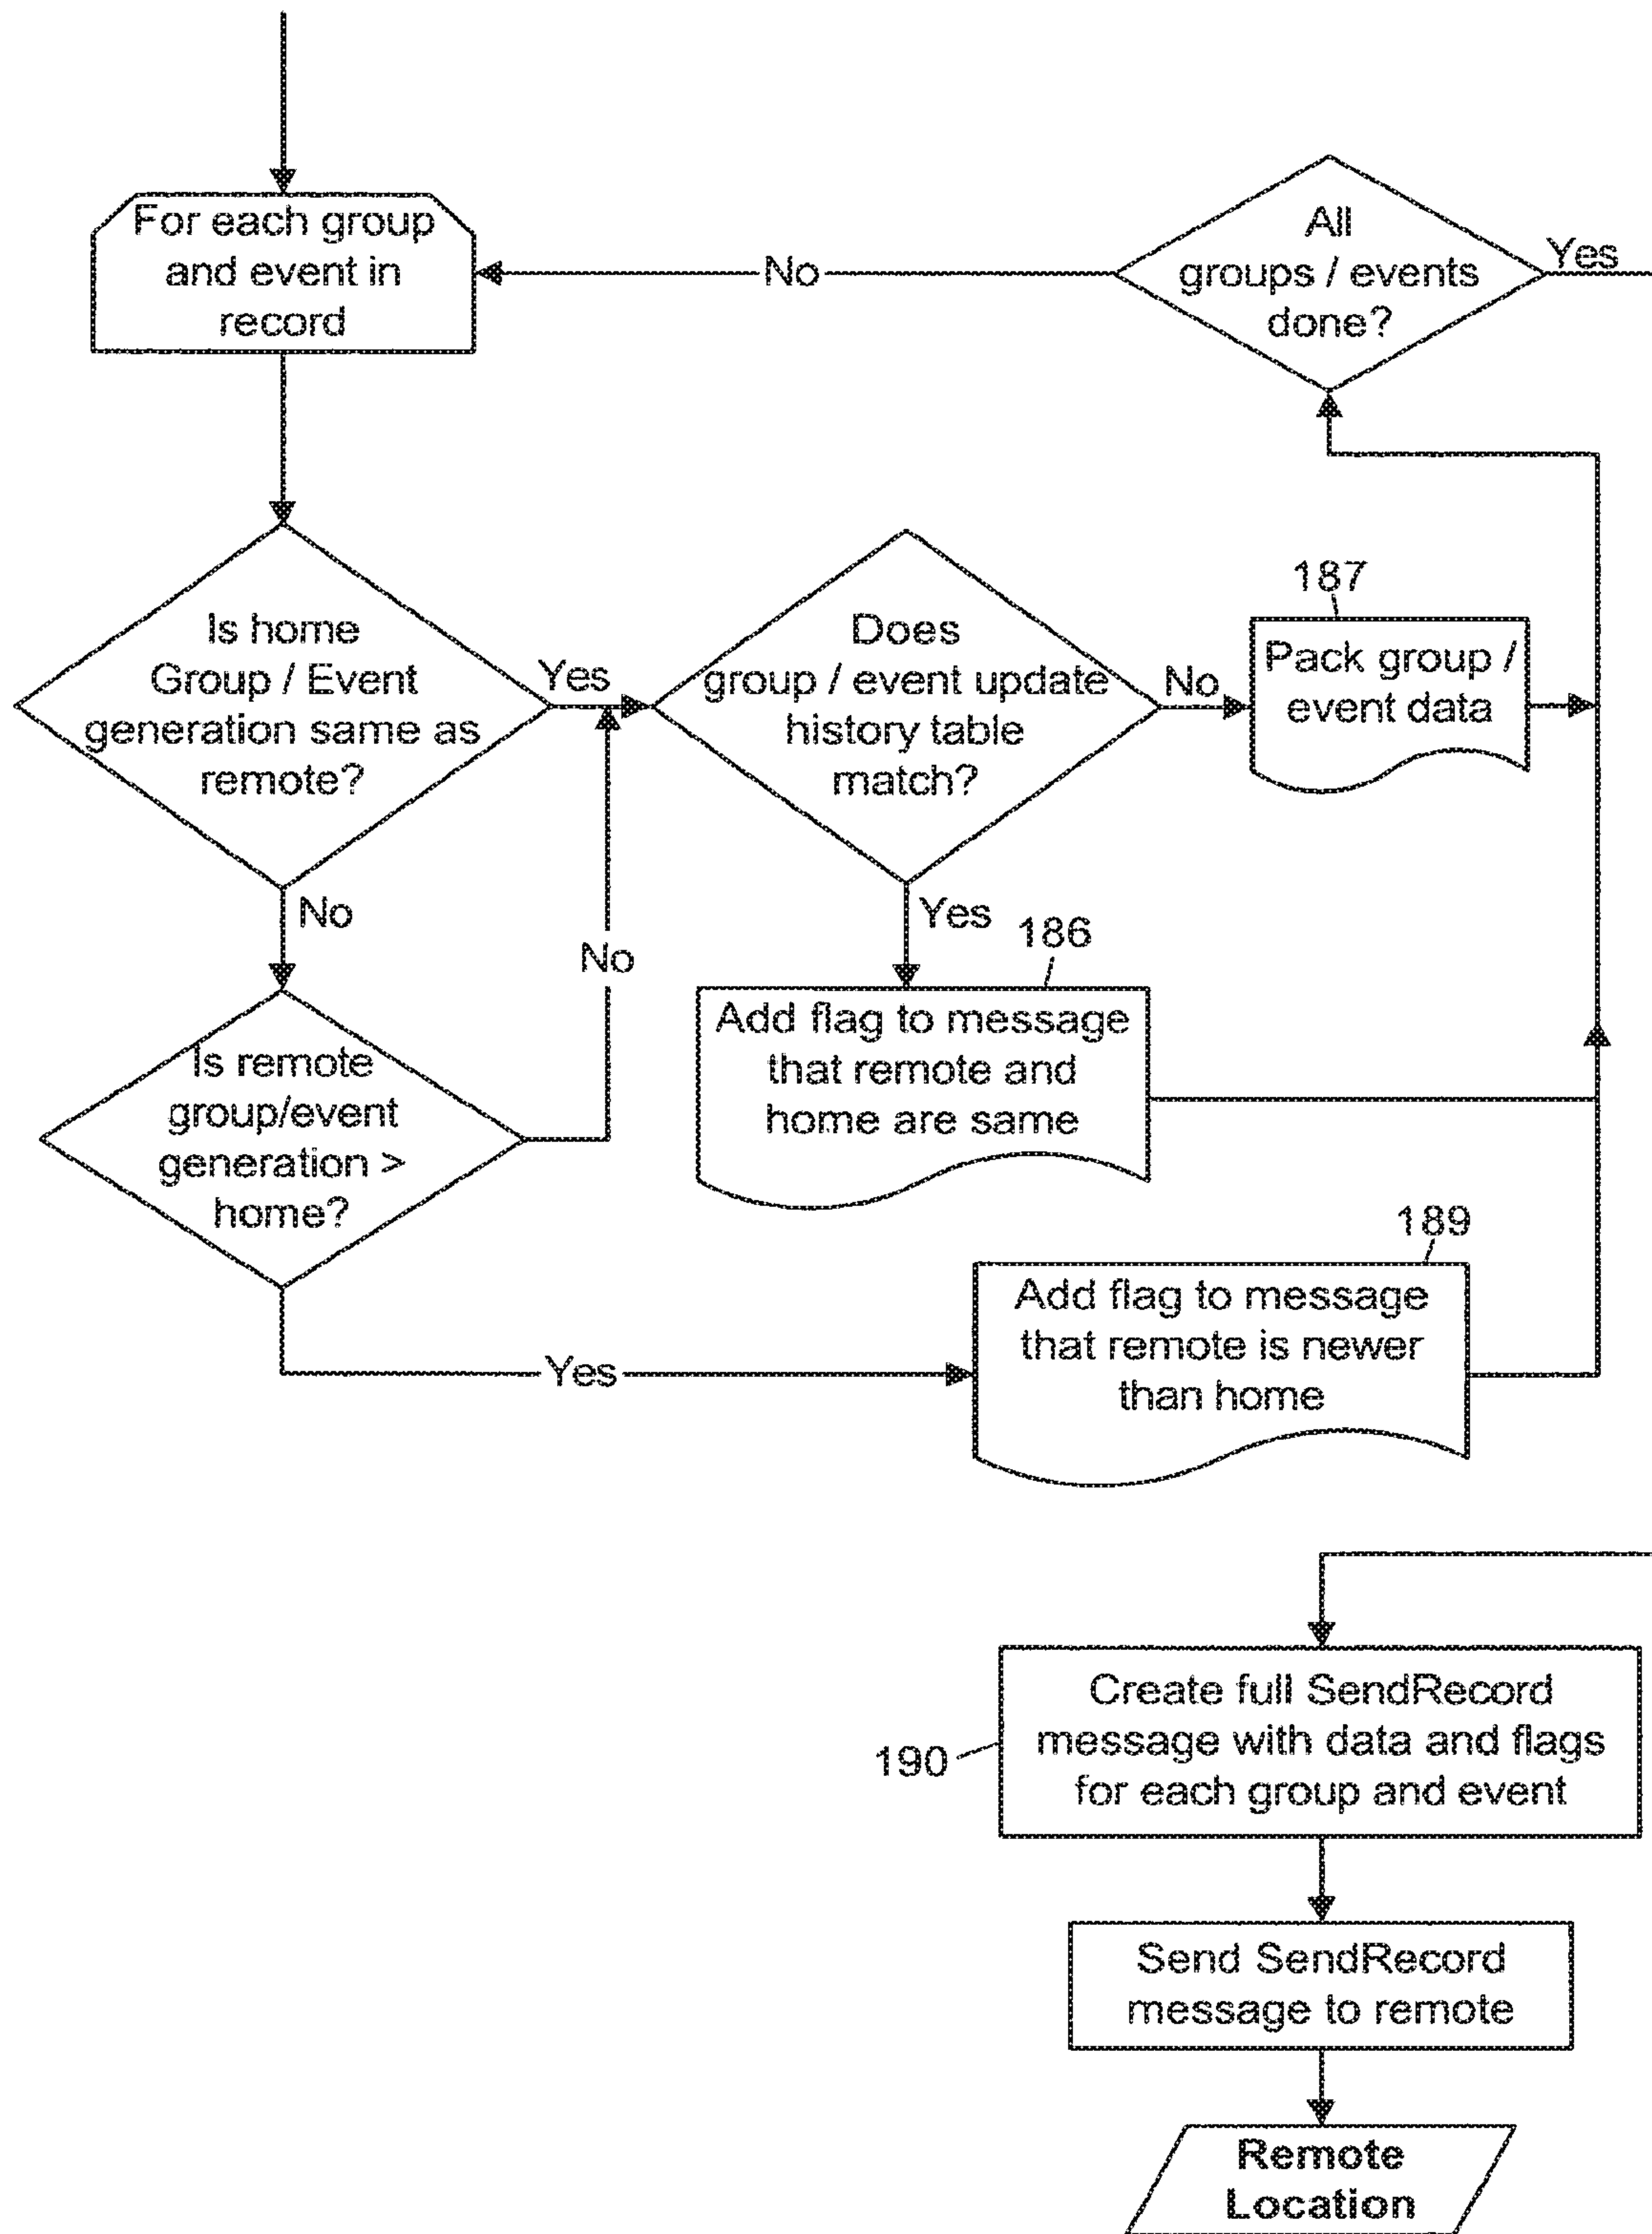 For each group
and event in
record
No
All
groups / events
done?
Yes
Is home
Group / Event
generation same as
remote?
Yes
Does
group / event update
history table
match?
No
187
Pack group /
event data
No
No
Yes
186
Add flag to message
that remote and
home are same
Is remote
group/event
generation >
home?
189
Add flag to message
that remote is newer
than home
Yes
190
Create full SendRecord
message with data and flags
for each group and event
Send SendRecord
message to remote
Remote
Location